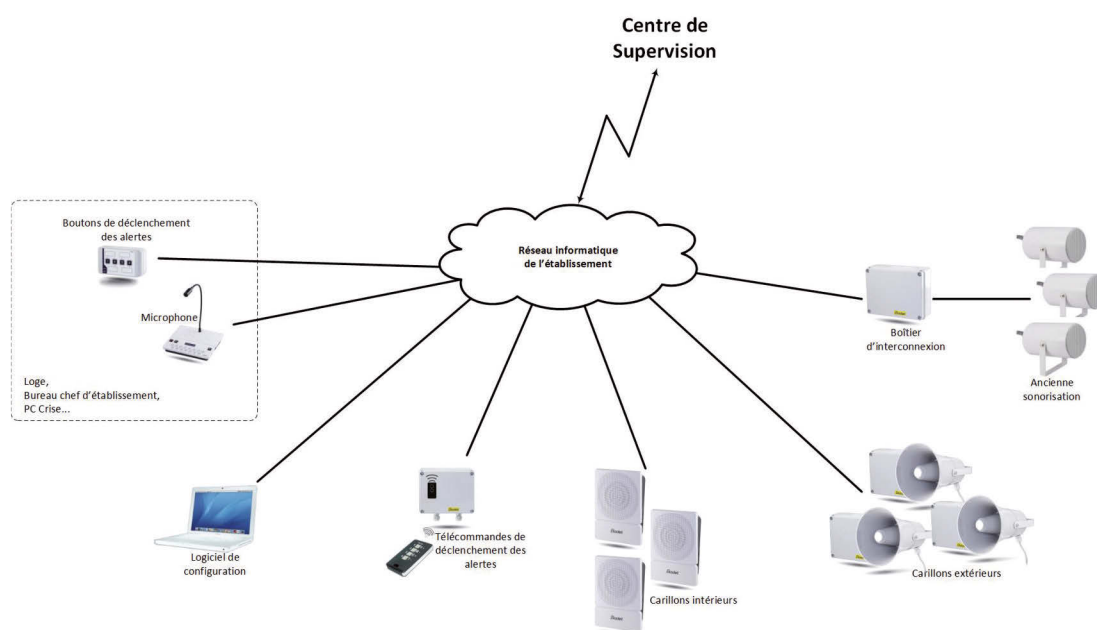 Centre de
Supervision
Boutons de déclenchement
des alertes
Réseau informatique
de l'établissement
Microphone
Boîtier
d'interconnexion
Loge,
Bureau chef d'établissement,
PC Crise...
Ancienne
sonorisation
Télécommandes de
déclenchement des
alertes
Logiciel de
configuration
Carillons intérieurs
Carillons extérieurs